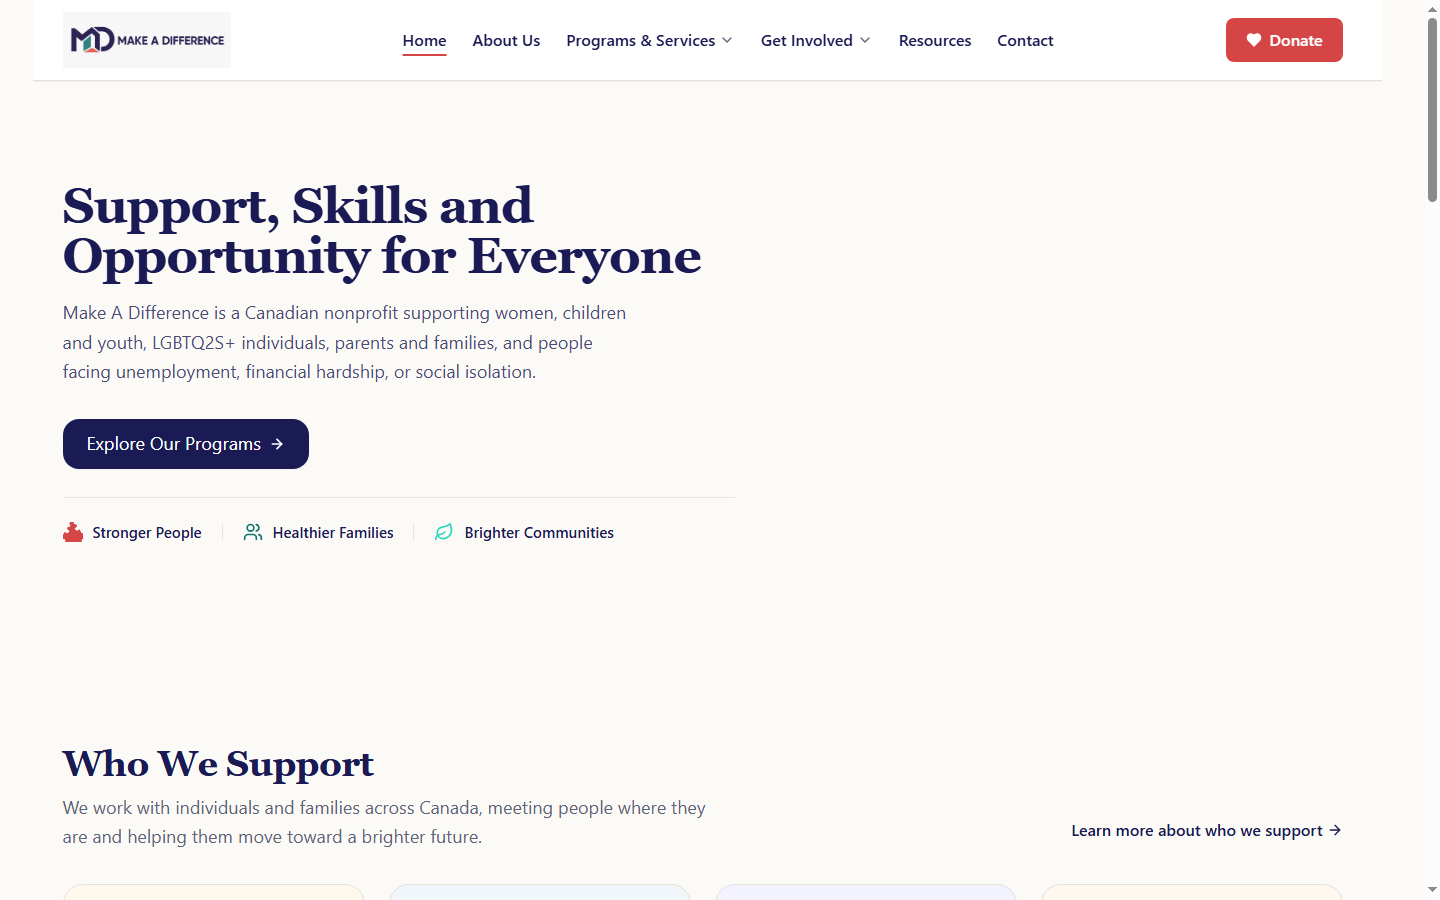 MD MAKE A DIFFERENCE
Home
About Us
Programs & Services
Get Involved
Resources
Contact
Donate
Support, Skills and
Opportunity for Everyone
Make A Difference is a Canadian nonprofit supporting women, children
and youth, LGBTQ2S+ individuals, parents and families, and people
facing unemployment, financial hardship, or social isolation.
Explore Our Programs →
Stronger People
Healthier Families
Brighter Communities
Who We Support
We work with individuals and families across Canada, meeting people where they
are and helping them move toward a brighter future.
Learn more about who we support →